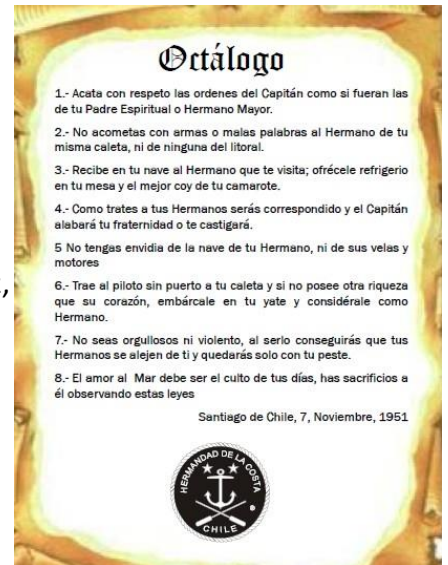 Octálogo
1.- Acata con respeto las ordenes del Capitán como si fueran las
de tu Padre Espiritual o Hermano Mayor.
2.- No acometas con armas o malas palabras al Hermano de tu
misma caleta, ni de ninguna del litoral.
3.- Recibe en tu nave al Hermano que te visita; ofrécele refrigerio
en tu mesa y el mejor coy de tu camarote.
4.- Como trates a tus Hermanos serás correspondido y el Capitán
alabará tu fraternidad o te castigará.
5 No tengas envidia de la nave de tu Hermano, ni de sus velas y
motores
6.- Trae al piloto sin puerto a tu caleta y si no posee otra riqueza
que su corazón, embárcale en tu yate y considérale como
Hermano.
7.- No seas orgullosos ni violento, al serlo conseguirás que tus
Hermanos se alejen de ti y quedarás solo con tu peste.
8.- El amor al Mar debe ser el culto de tus días, has sacrificios a
él observando estas leyes
Santiago de Chile, 7, Noviembre, 1951
HERMANDAD DE LA COSTA
CHILE